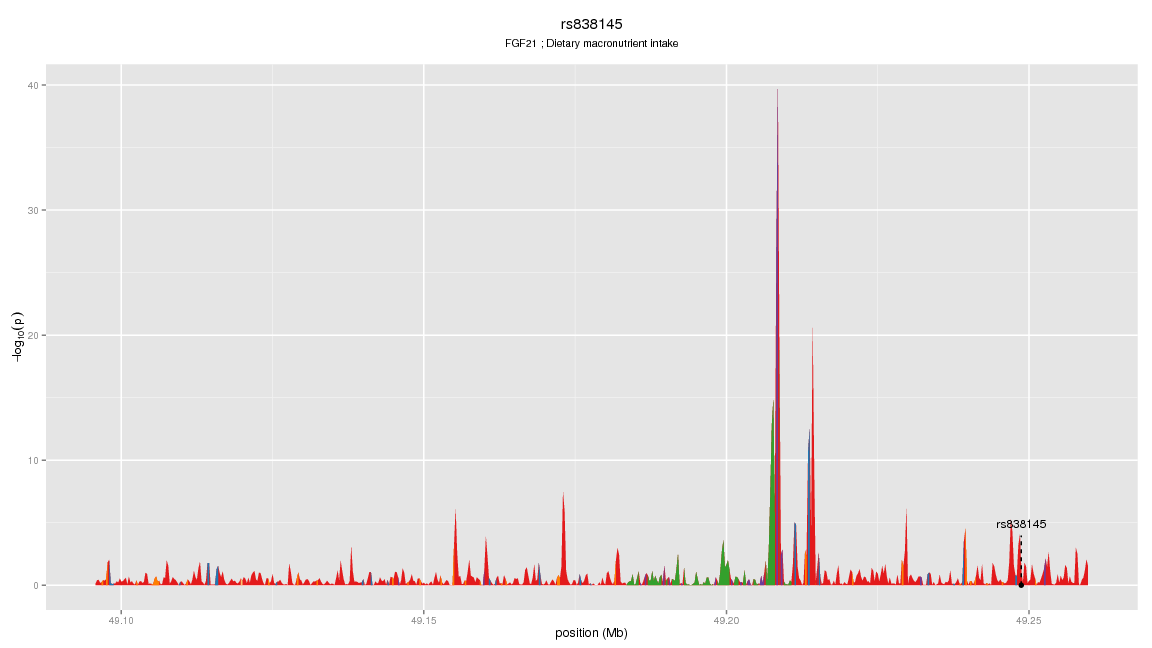 rs838145
FGF21 ; Dietary macronutrient intake
40
30
20
10
0
−log10(p)
rs838145
49.10
49.15
49.20
49.25
position (Mb)